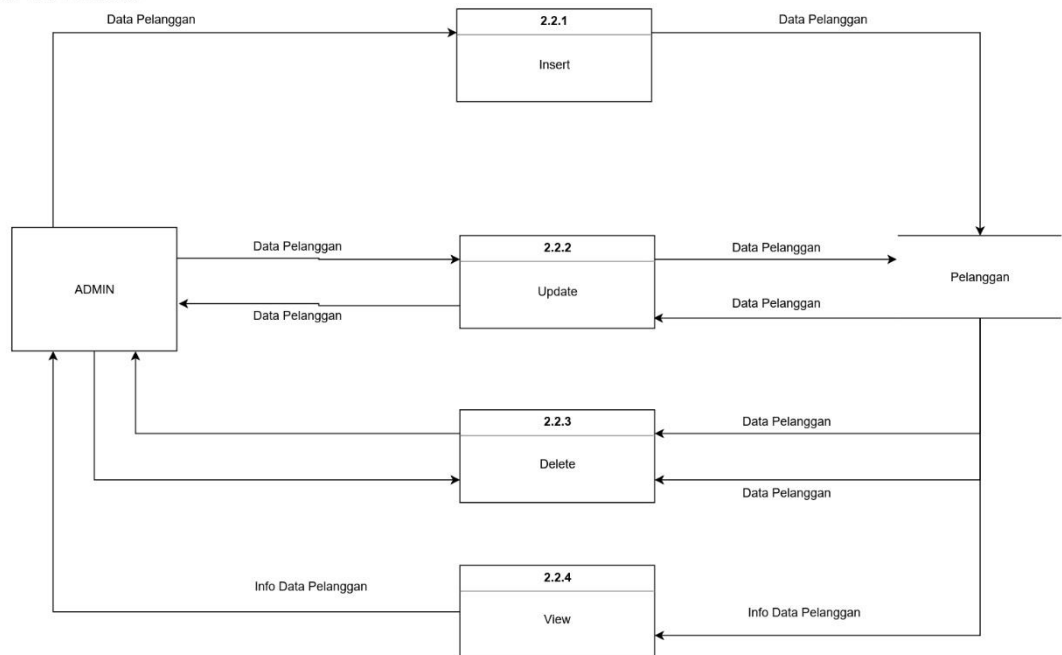 Data Pelanggan
2.2.1
Data Pelanggan
Insert
ADMIN
Data Pelanggan
2.2.2
Data Pelanggan
Update
Pelanggan
Data Pelanggan
Data Pelanggan
2.2.3
Data Pelanggan
Delete
Data Pelanggan
2.2.4
Info Data Pelanggan
View
Info Data Pelanggan